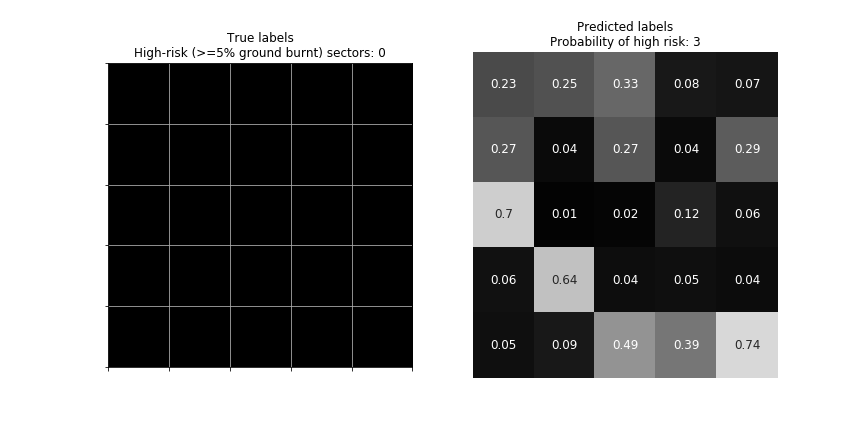 True labels
High-risk (>=5% ground burnt) sectors: 0
Predicted labels
Probability of high risk: 3
0.23 0.25 0.33 0.08 0.07
0.27 0.04 0.27 0.04 0.29
0.7 0.01 0.02 0.12 0.06
0.06 0.64 0.04 0.05 0.04
0.05 0.09 0.49 0.39 0.74